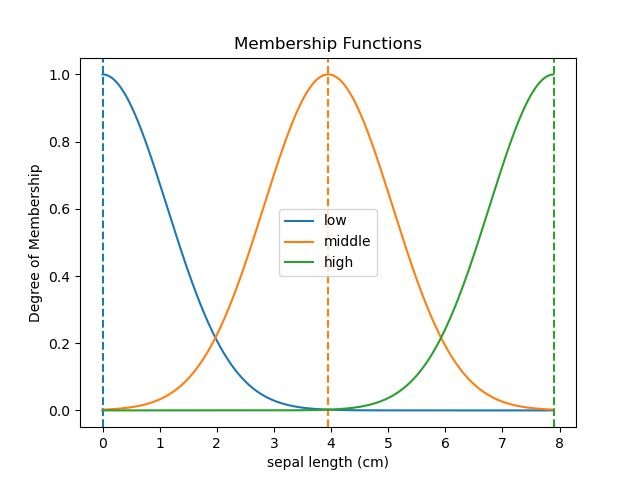 Membership Functions
1.0
0.8
0.6
0.4
0.2
0.0
Degree of Membership
low
middle
high
0 1 2 3 4 5 6 7 8
sepal length (cm)